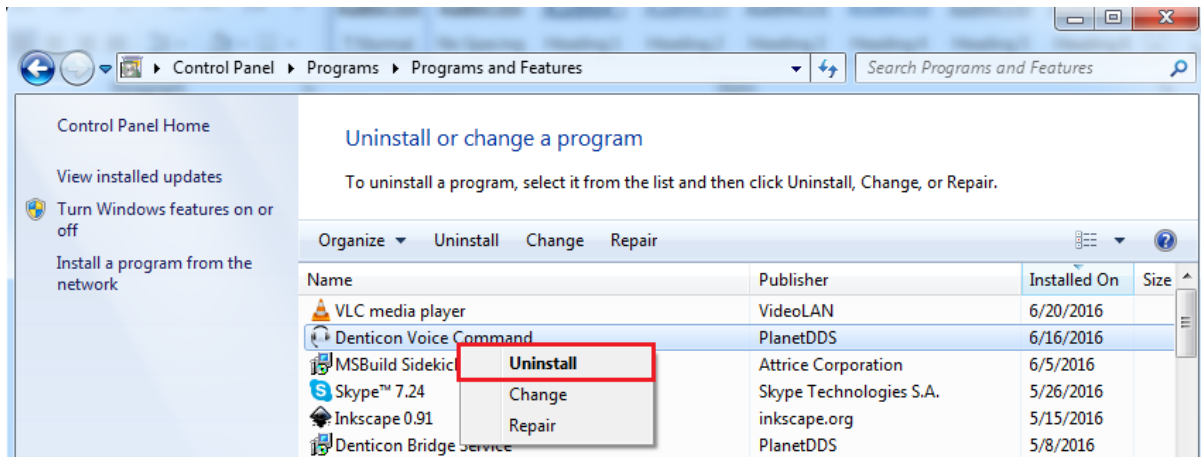 Control Panel ▸ Programs ▸ Programs and Features
Search Programs and Features
Control Panel Home
View installed updates
Turn Windows features on or
off
Install a program from the
network
Uninstall or change a program
To uninstall a program, select it from the list and then click Uninstall, Change, or Repair.
Organize Uninstall Change Repair
Name Publisher Installed On Size
VLC media player VideoLAN 6/20/2016
Denticon Voice Command PlanetDDS 6/16/2016
MSBuild Attrice Corporation 6/5/2016
Skype™ 7.24 Skype Technologies S.A. 5/26/2016
Inkscape 0.91 inkscape.org 5/15/2016
Denticon Bridge Service PlanetDDS 5/8/2016
Uninstall
Change
Repair